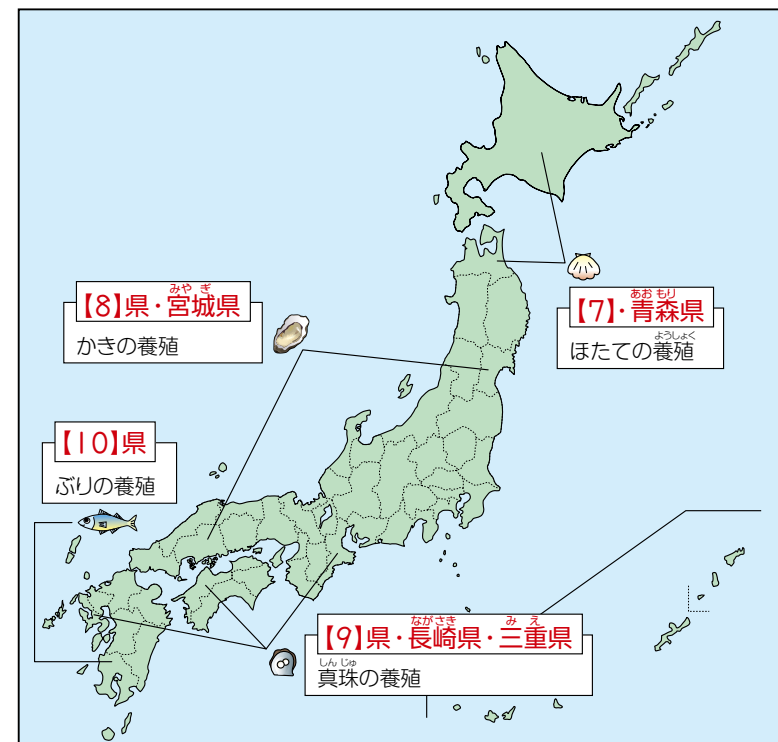 【8】県・宮城県
みや ぎ
かきの養殖
【7】・青森県
あお もり
ほたての養殖
ようしょく
【10】県
ぶりの養殖
【9】県・長崎県・三重県
ながさき
み え
真珠の養殖
しん じゅ